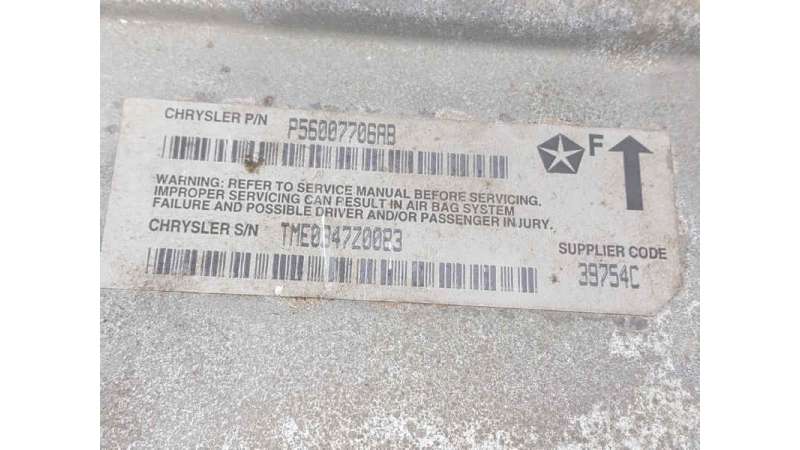 CHRYSLER P/N P56007706AB
F
WARNING: REFER TO SERVICE MANUAL BEFORE SERVICING.
IMPROPER SERVICING CAN RESULT IN AIR BAG SYSTEM
FAILURE AND POSSIBLE DRIVER AND/OR PASSENGER INJURY.
CHRYSLER S/N
SUPPLIER CODE
39754C